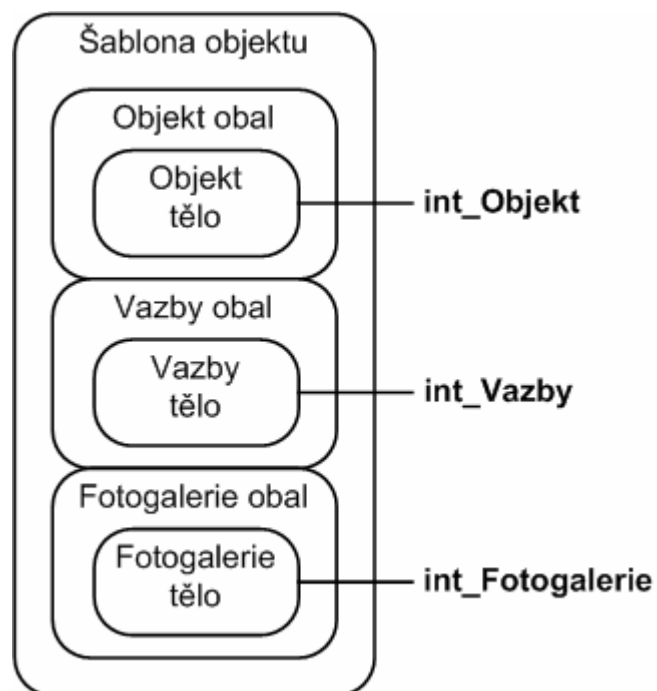 Šablona objektu
Objekt obal
Objekt
tělo
int_Objekt
Vazby obal
Vazby
tělo
int_Vazby
Fotogalerie obal
Fotogalerie
tělo
int_Fotogalerie